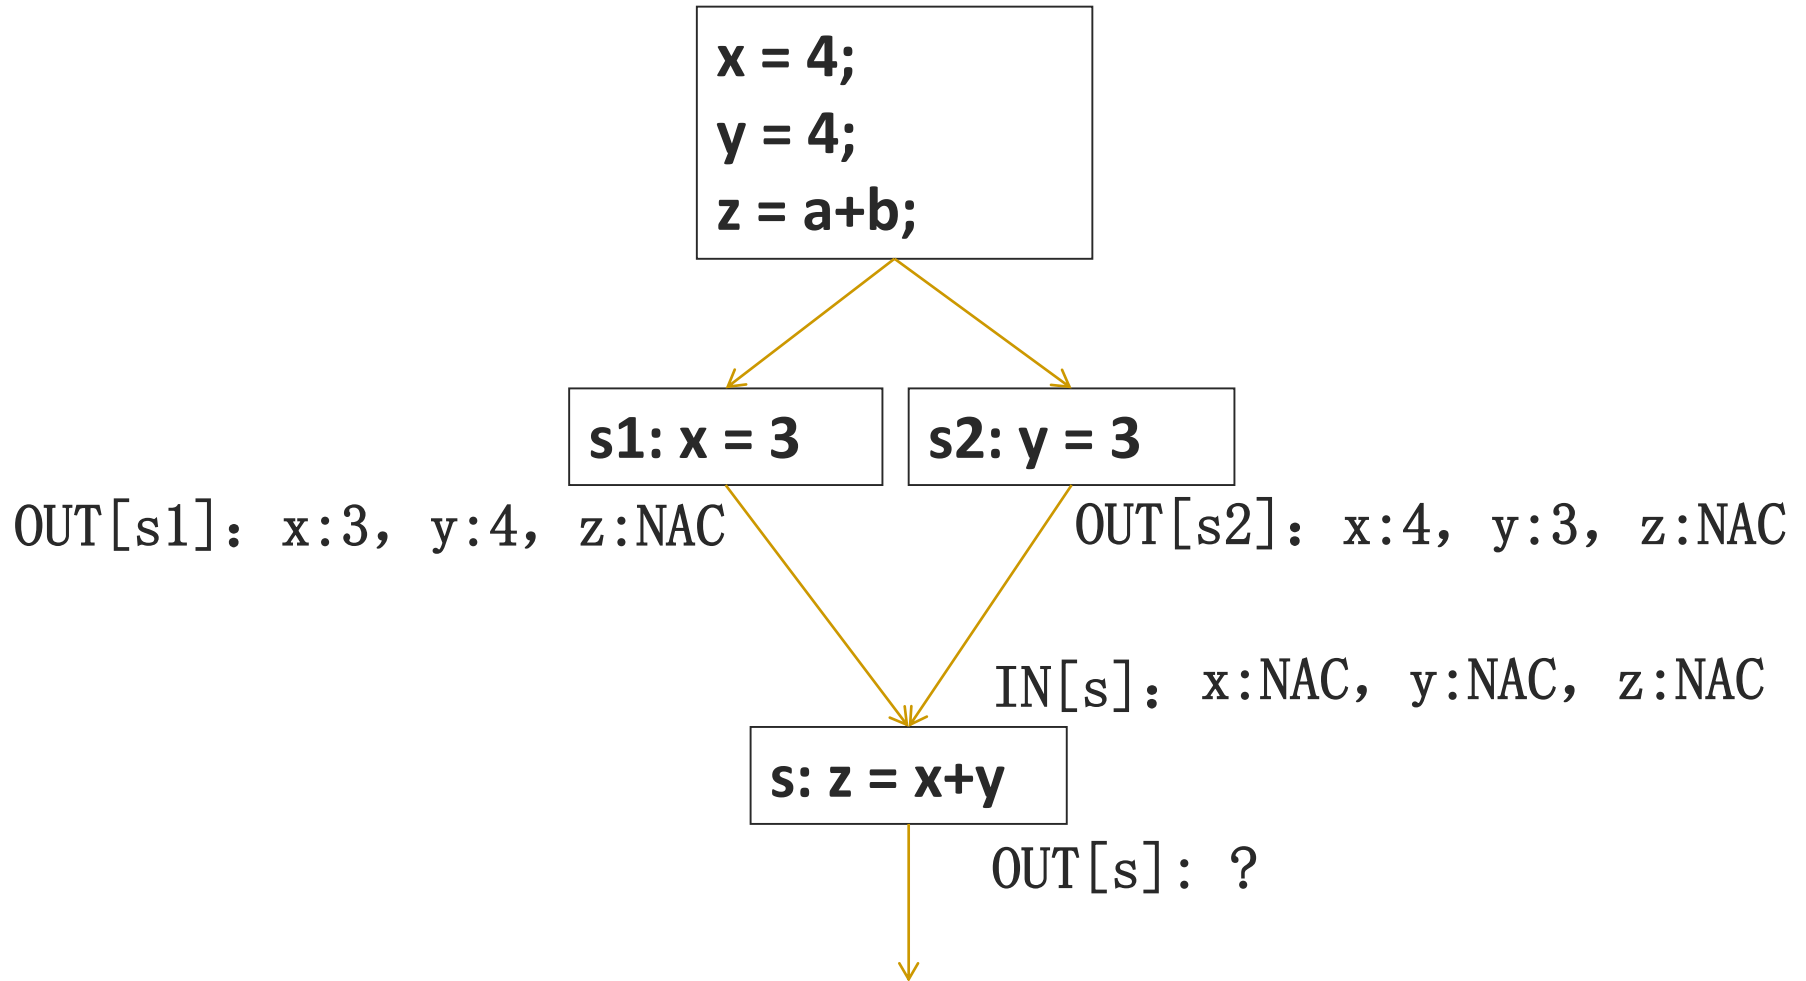 x = 4;
y = 4;
z = a+b;
s1: x = 3
s2: y = 3
OUT[s1]: x:3, y:4, z:NAC
OUT[s2]: x:4, y:3, z:NAC
IN[s]: x:NAC, y:NAC, z:NAC
s: z = x+y
OUT[s]: ?